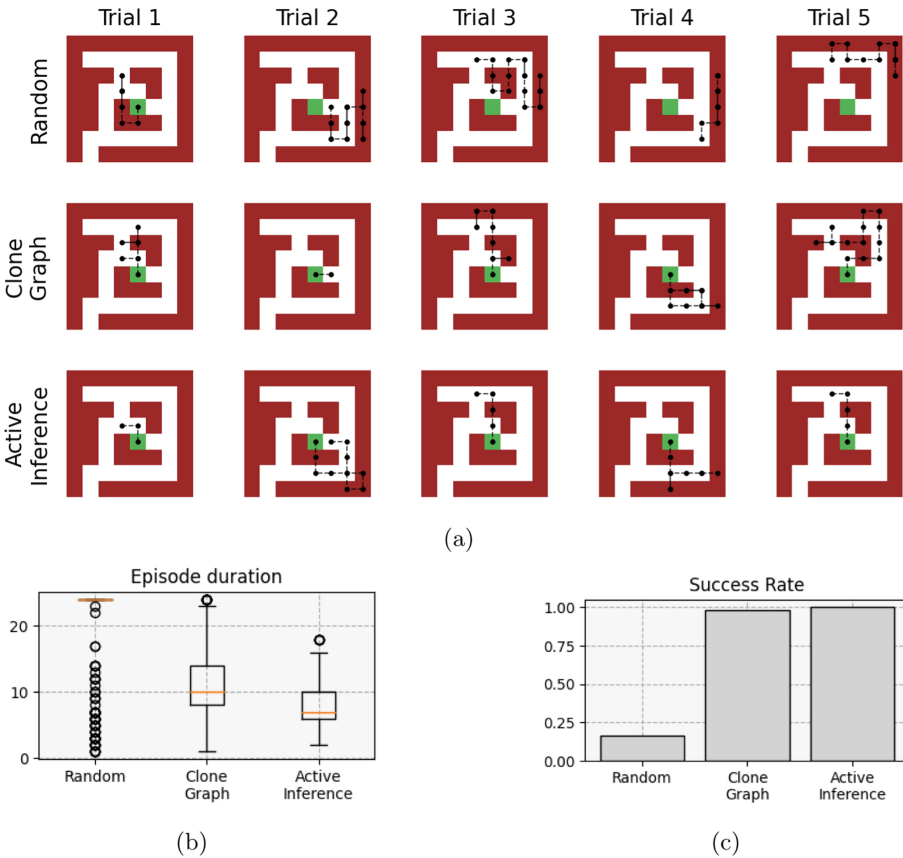 Trial 1 Trial 2 Trial 3 Trial 4 Trial 5
Random
Clone
Graph
Active
Inference
(a)
Episode duration
20
10
0
Random Clone Active
Graph Inference
(b)
Success Rate
1.00
0.75
0.50
0.25
0.00
Random Clone Active
Graph Inference
(c)